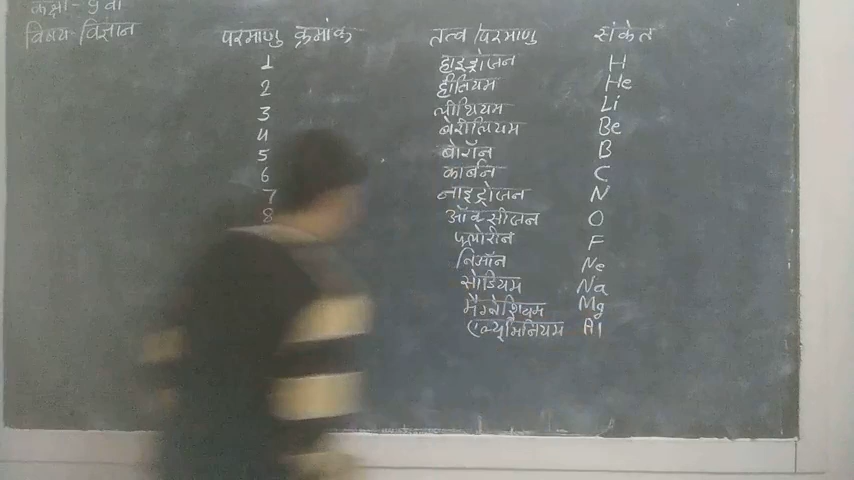 कक्षा - 9 वी
विषय - विज्ञान परमाणु क्रमांक तत्व / परमाणु संकेत
1 हाइड्रोजन H
2 हीलियम He
3 लीथियम Li
4 बेरीलियम Be
5 बोरॉन B
6 कार्बन C
7 नाइट्रोजन N
8 ऑक्सीजन O
फ्लोरीन F
निऑन Ne
सोडियम Na
मैग्नेशियम Mg
एल्यूमिनियम Al